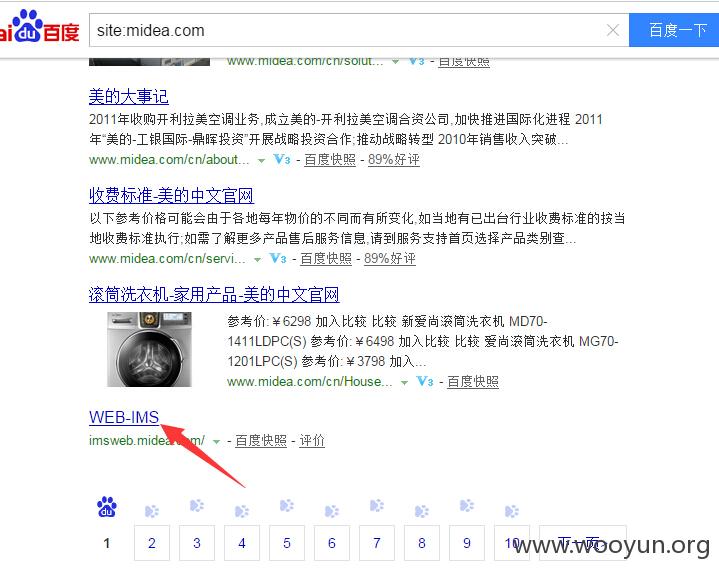 Bai du 百度 site:midea.com 百度一下
www.midea.com/cn/solut... V3 - 百度快照
美的大事记
2011年收购开利拉美空调业务,成立美的-开利拉美空调合资公司,加快推进国际化进程 2011
年“美的-工银国际-鼎晖投资”开展战略投资合作;推动战略转型 2010年销售收入突破...
www.midea.com/cn/about... V3 - 百度快照 - 89%好评
收费标准-美的中文官网
以下参考价格可能会由于各地每年物价的不同而有所变化,如当地有已出台行业收费标准的按当
地收费标准执行;如需了解更多产品售后服务信息,请到服务支持首页选择产品类别查...
www.midea.com/cn/servi... V3 - 百度快照 - 89%好评
滚筒洗衣机-家用产品-美的中文官网
参考价:￥6298 加入比较 比较 新爱尚滚筒洗衣机 MD70-
1411LDPC(S) 参考价:￥6498 加入比较 比较 爱尚滚筒洗衣机 MG70-
1201LPC(S) 参考价:￥3798 加入...
www.midea.com/cn/House... V3 - 百度快照
WEB-IMS
imsweb.midea.com/ - 百度快照 - 评价
du
1 2 3 4 5 6 7 8 9 10 下一页>
www.wooyun.org